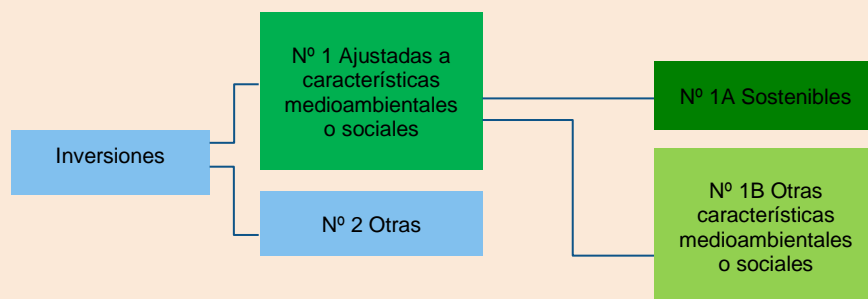 Inversiones
Nº 1 Ajustadas a
características
medioambientales
o sociales
Nº 2 Otras
Nº 1A Sostenibles
Nº 1B Otras
características
medioambientales
o sociales